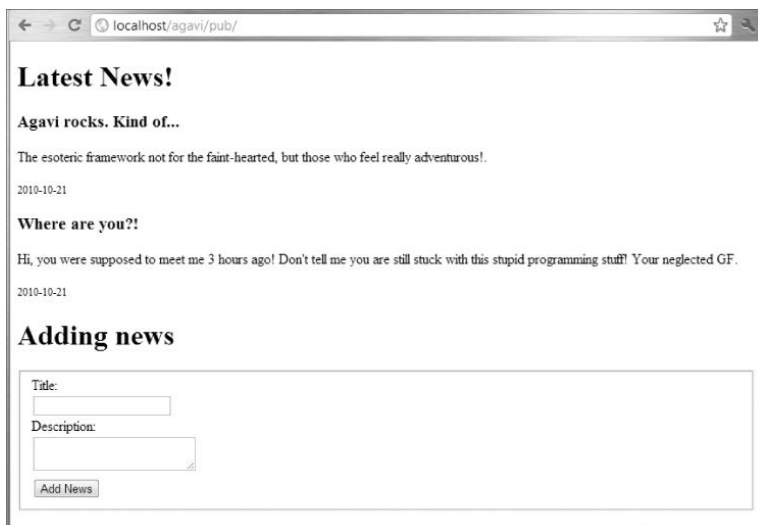 localhost/agavi/pub/
Latest News!
Agavi rocks. Kind of...
The esoteric framework not for the faint-hearted, but those who feel really adventurous!.
2010-10-21
Where are you?!
Hi, you were supposed to meet me 3 hours ago! Don't tell me you are still stuck with this stupid programming stuff! Your neglected GF.
2010-10-21
Adding news
Title:
Description:
Add News